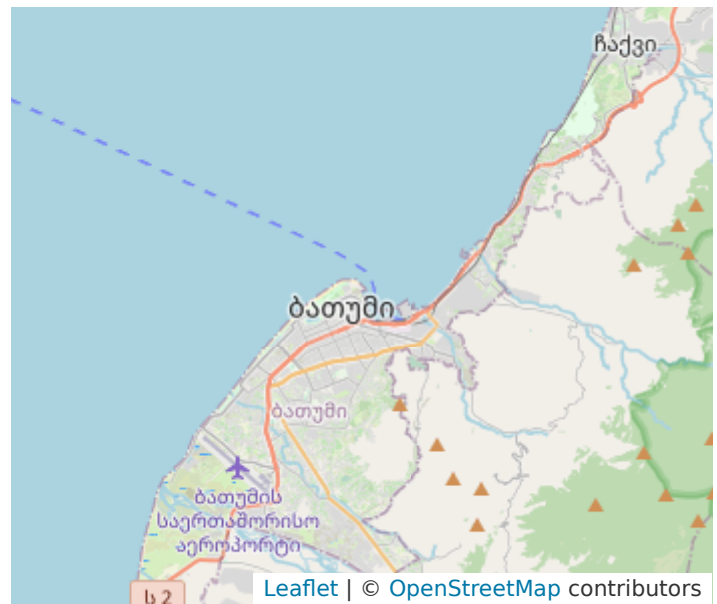 ჩაქვი
ბათუმი
ბათუმი
ბათუმის
საერთაშორისო
აეროპორტი
ს 2
Leaflet | © OpenStreetMap contributors